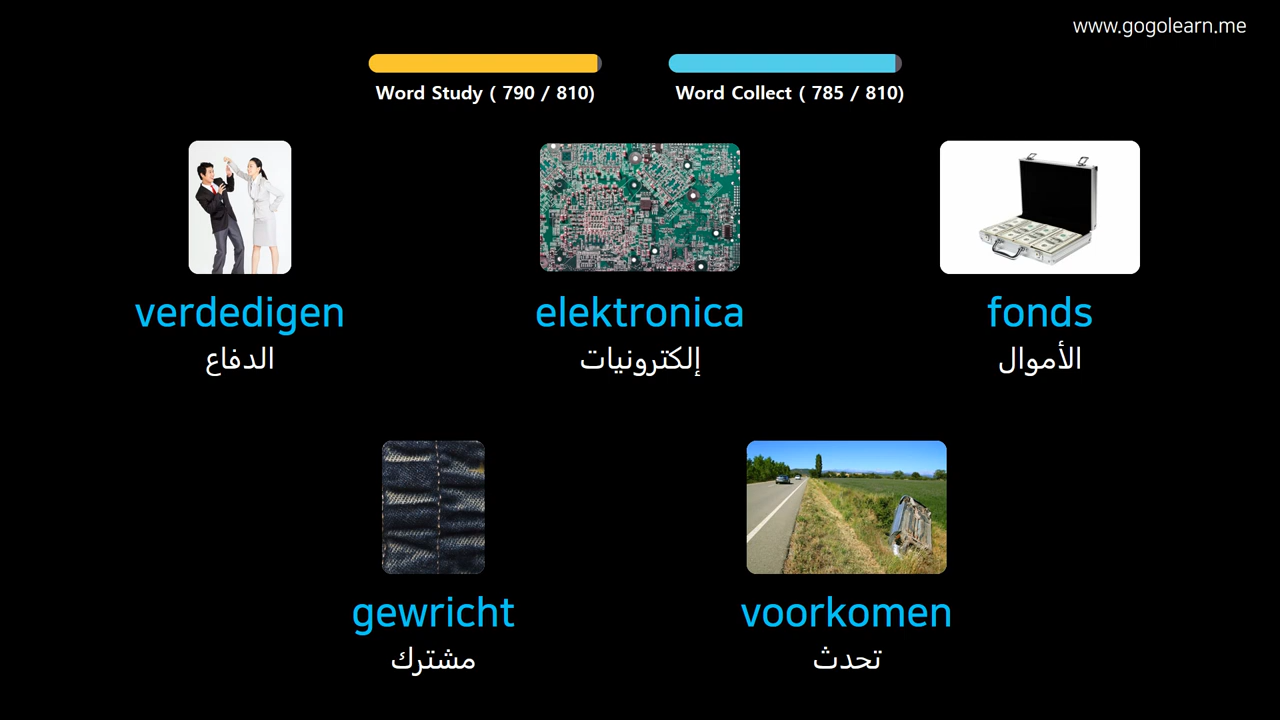 www.gogolearn.me
Word Study ( 790 / 810)
Word Collect ( 785 / 810)
verdedigen
الدفاع
elektronica
إلكترونيات
fonds
الأموال
gewricht
مشترك
voorkomen
تحدث